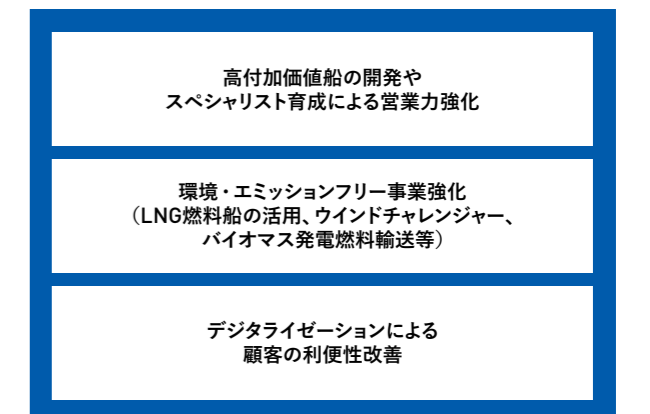 高付加価値船の開発や
スペシャリスト育成による営業力強化
環境・エミッションフリー事業強化
（LNG燃料船の活用、ウインドチャレンジャー、
バイオマス発電燃料輸送等）
デジタライゼーションによる
顧客の利便性改善